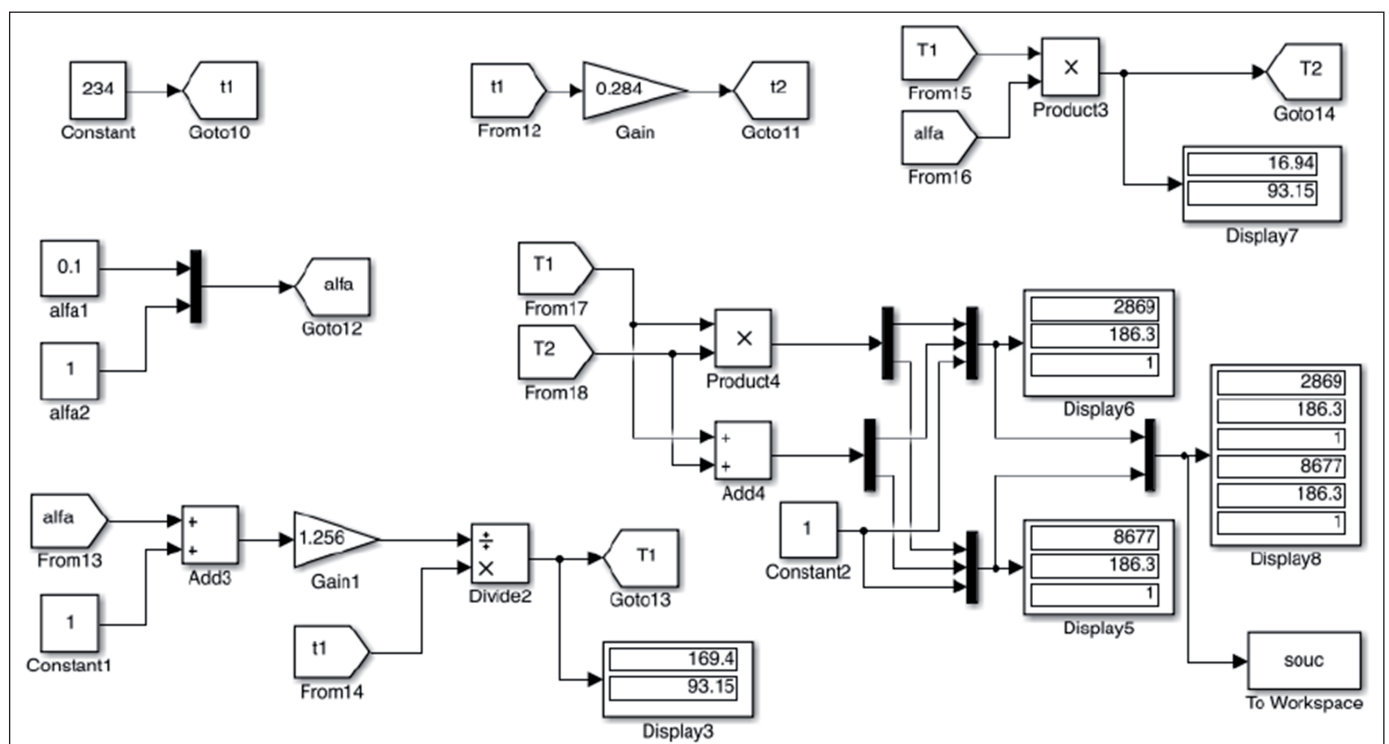 234
Constant
t1
Goto10
t1
From12
0.284
Gain
t2
Goto11
T1
From15
alfa
From16
×
Product3
T2
Goto14
16.94
93.15
Display7
0.1
alfa1
1
alfa2
alfa
Goto12
T1
From17
T2
From18
×
Product4
+
+
Add4
1
Constant2
2869
186.3
1
Display6
8677
186.3
1
Display5
2869
186.3
1
8677
186.3
1
Display8
souc
To Workspace
alfa
From13
1
Constant1
+
+
Add3
1.256
Gain1
t1
From14
÷
×
Divide2
T1
Goto13
169.4
93.15
Display3